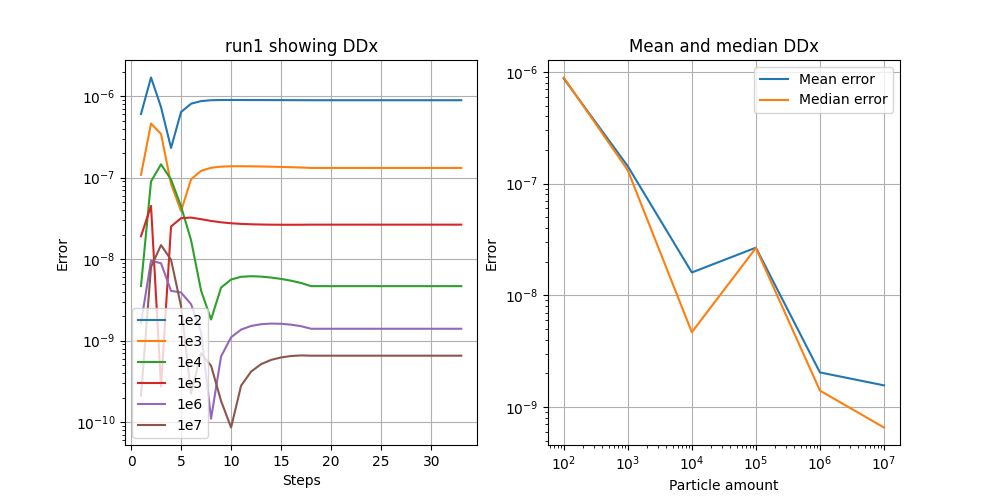 run1 showing DDx
Error
10⁻⁶
10⁻⁷
10⁻⁸
10⁻⁹
10⁻¹⁰
1e2
1e3
1e4
1e5
1e6
1e7
0 5 10 15 20 25 30
Steps
Mean and median DDx
Error
10⁻⁶
10⁻⁷
10⁻⁸
10⁻⁹
Mean error
Median error
10² 10³ 10⁴ 10⁵ 10⁶ 10⁷
Particle amount